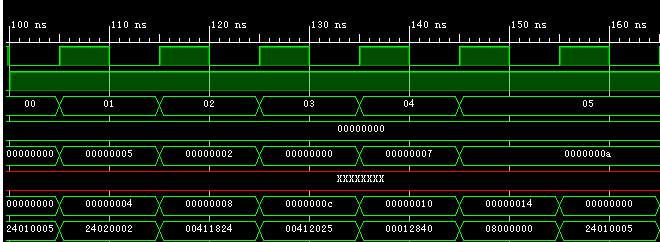 100 ns 110 ns 120 ns 130 ns 140 ns 150 ns 160 ns
00 01 02 03 04 05
00000000
00000000 00000005 00000002 00000000 00000007 0000000a
XXXXXXXX
00000000 00000004 00000008 0000000c 00000010 00000014 00000000
24010005 24020002 00411824 00412025 00012840 08000000 24010005